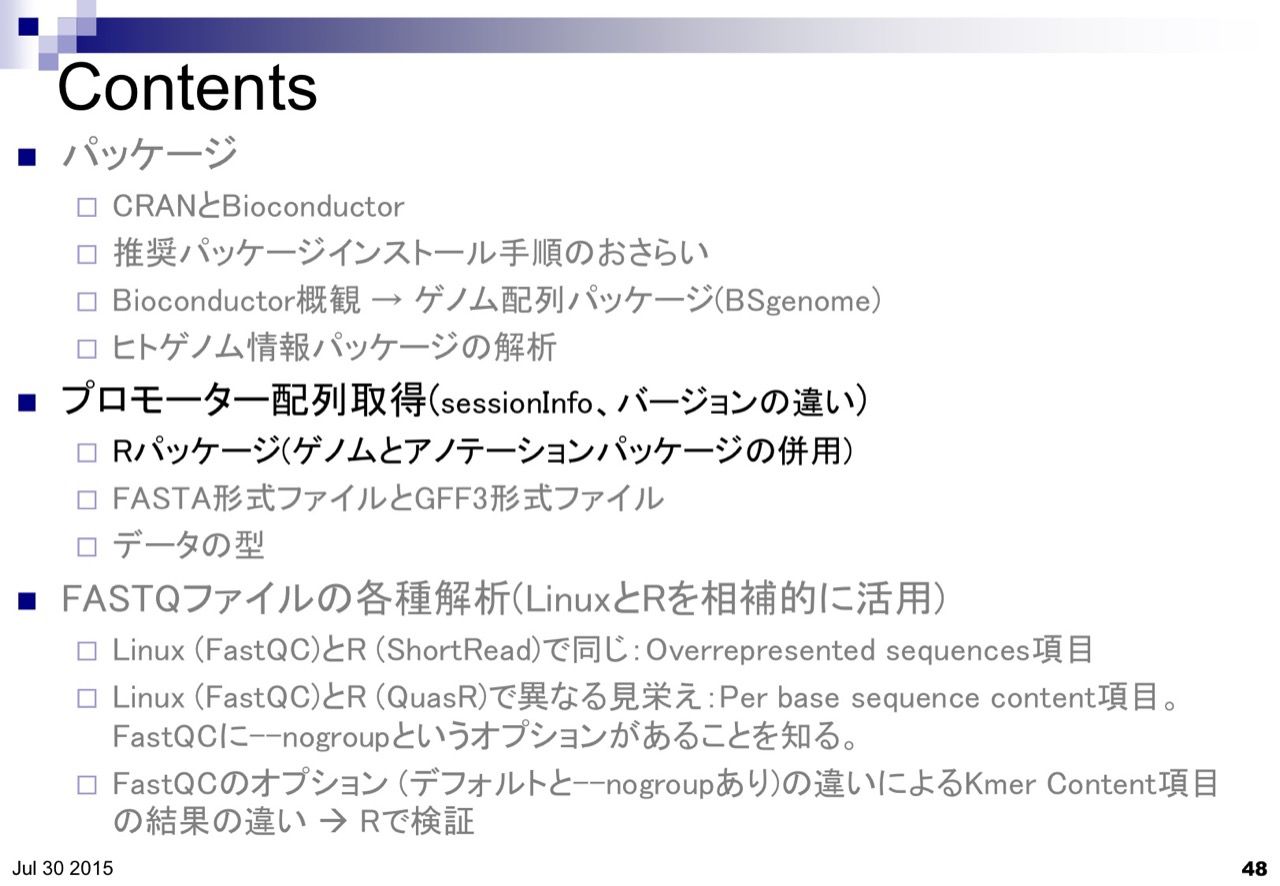 Contents
パッケージ
CRANとBioconductor
推奨パッケージインストール手順のおさらい
Bioconductor概観 → ゲノム配列パッケージ(BSgenome)
ヒトゲノム情報パッケージの解析
プロモーター配列取得(sessionInfo、バージョンの違い)
Rパッケージ(ゲノムとアノテーションパッケージの併用)
FASTA形式ファイルとGFF3形式ファイル
データの型
FASTQファイルの各種解析(LinuxとRを相補的に活用)
Linux (FastQC)とR (ShortRead)で同じ：Overrepresented sequences項目
Linux (FastQC)とR (QuasR)で異なる見栄え：Per base sequence content項目。
FastQCに--nogroupというオプションがあることを知る。
FastQCのオプション (デフォルトと--nogroupあり)の違いによるKmer Content項目
の結果の違い → Rで検証
Jul 30 2015
48